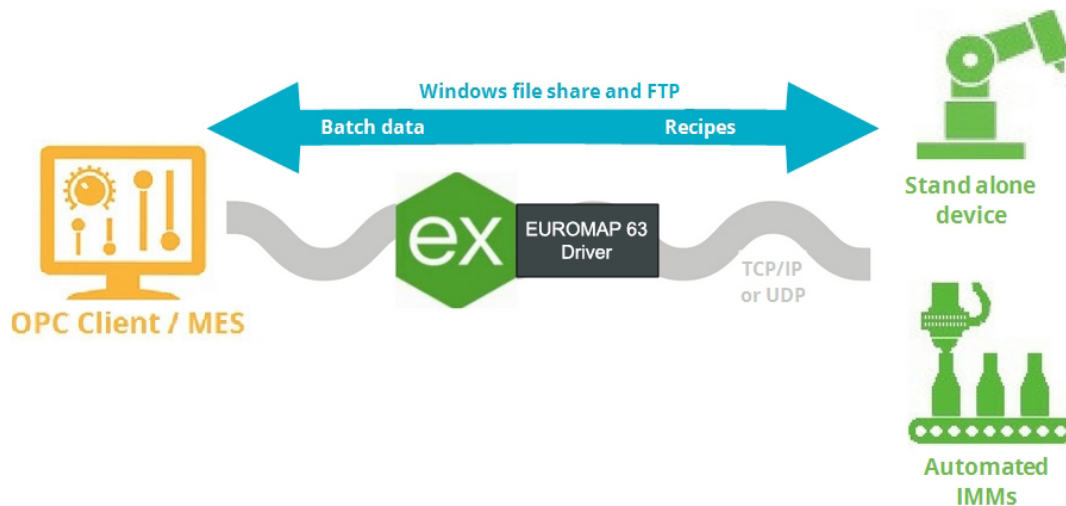 Windows file share and FTP
Batch data
Recipes
OPC Client / MES
ex
EUROMAP 63
Driver
TCP/IP
or UDP
Stand alone
device
Automated
IMMs